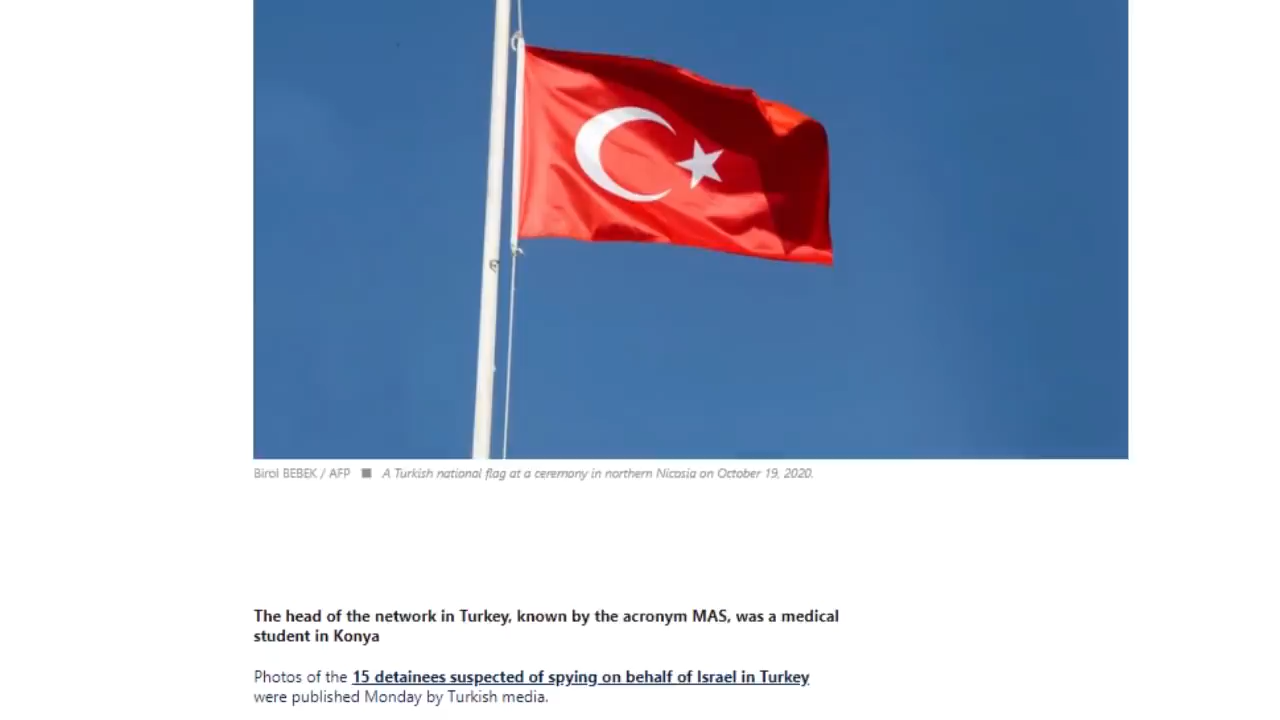 Birol BEBEK / AFP ■ A Turkish national flag at a ceremony in northern Nicosia on October 19, 2020.
The head of the network in Turkey, known by the acronym MAS, was a medical
student in Konya
Photos of the 15 detainees suspected of spying on behalf of Israel in Turkey
were published Monday by Turkish media.